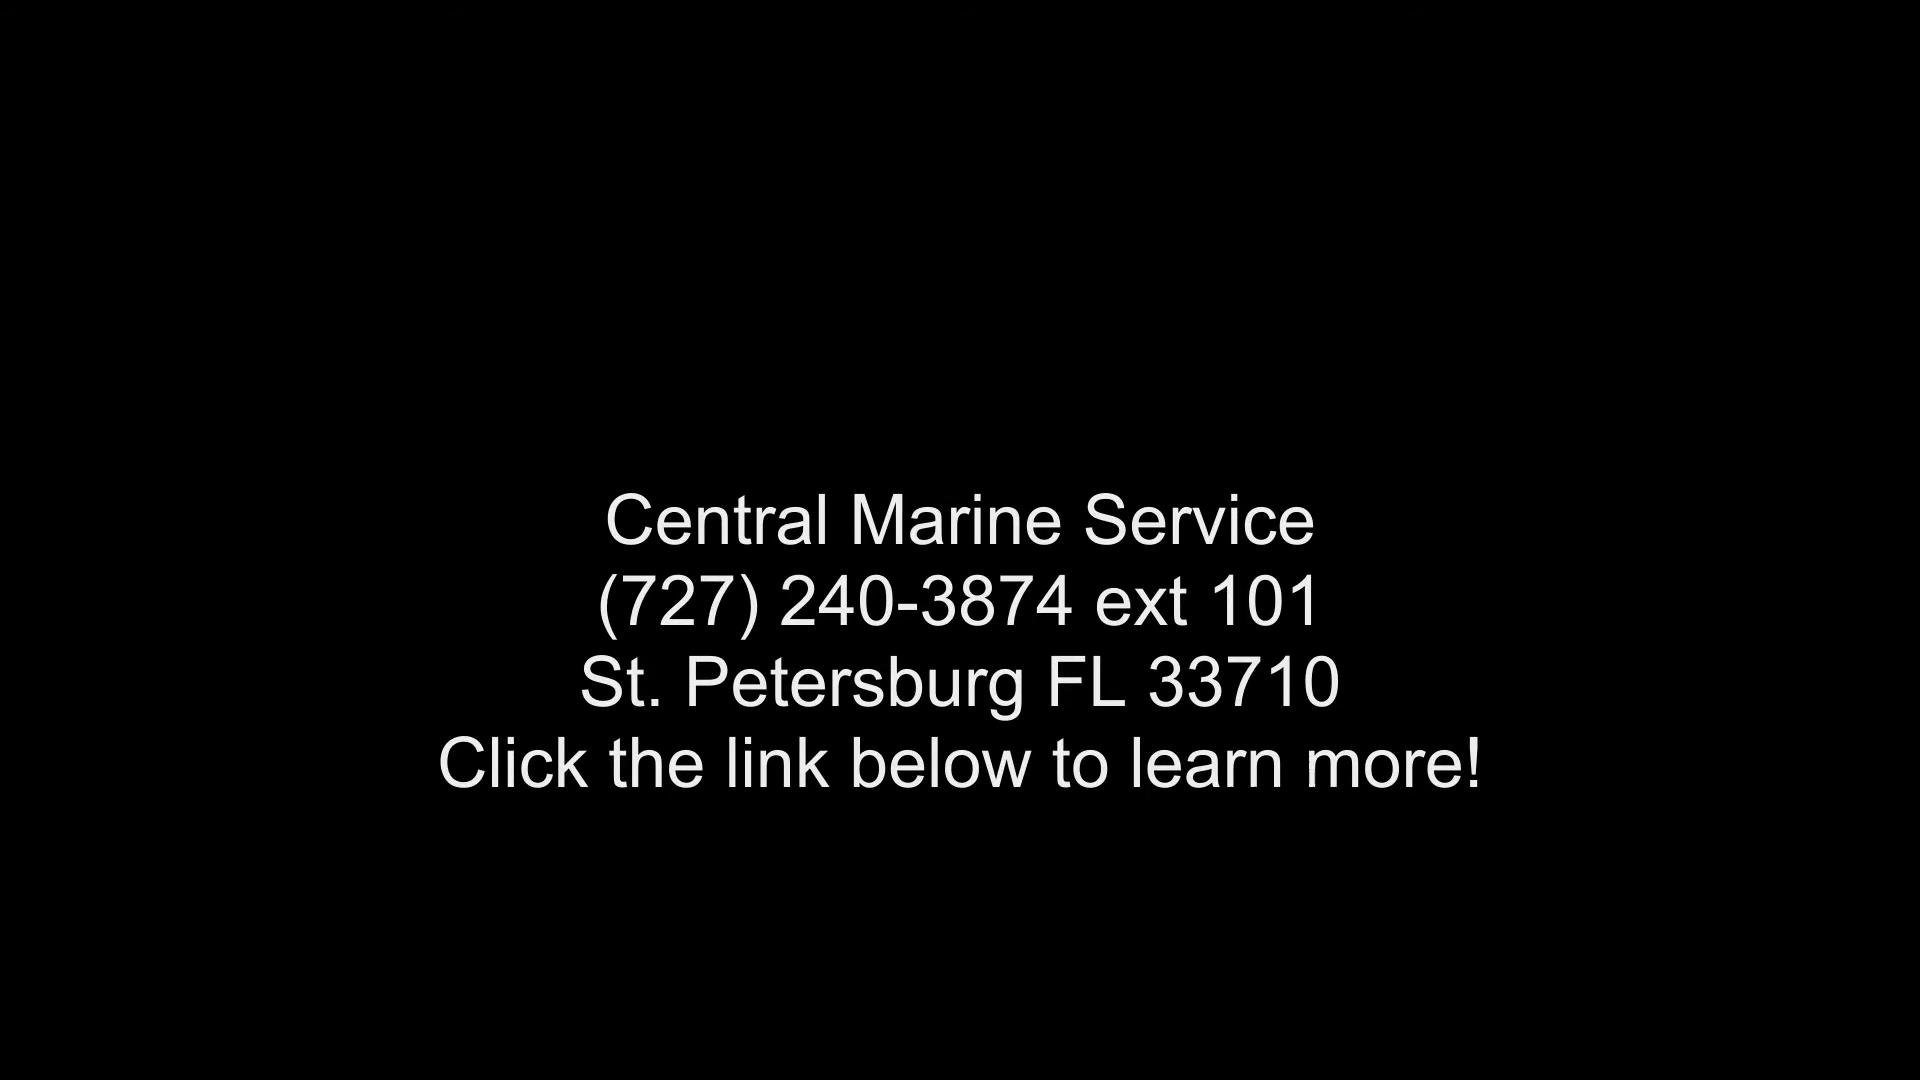 Central Marine Service
(727) 240-3874 ext 101
St. Petersburg FL 33710
Click the link below to learn more!